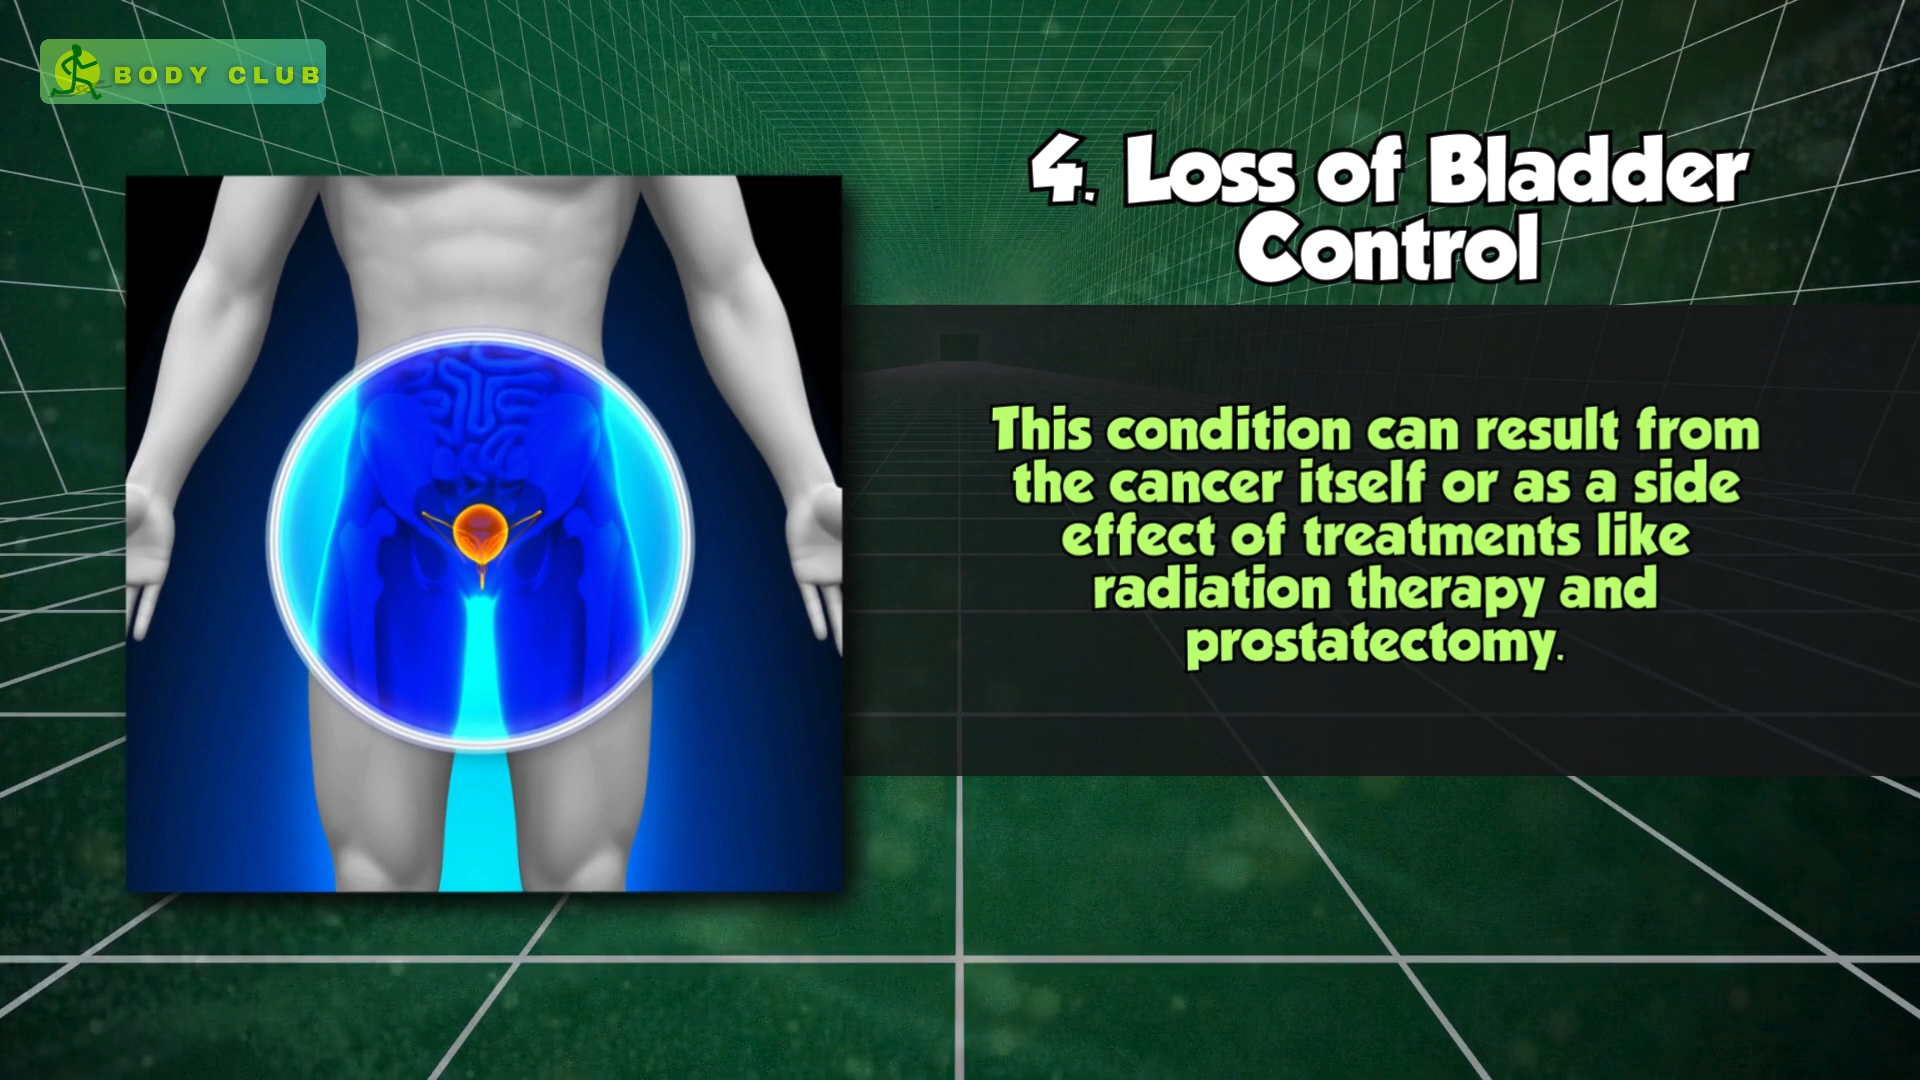 BODY CLUB
4. Loss of Bladder
Control
This condition can result from
the cancer itself or as a side
effect of treatments like
radiation therapy and
prostatectomy.